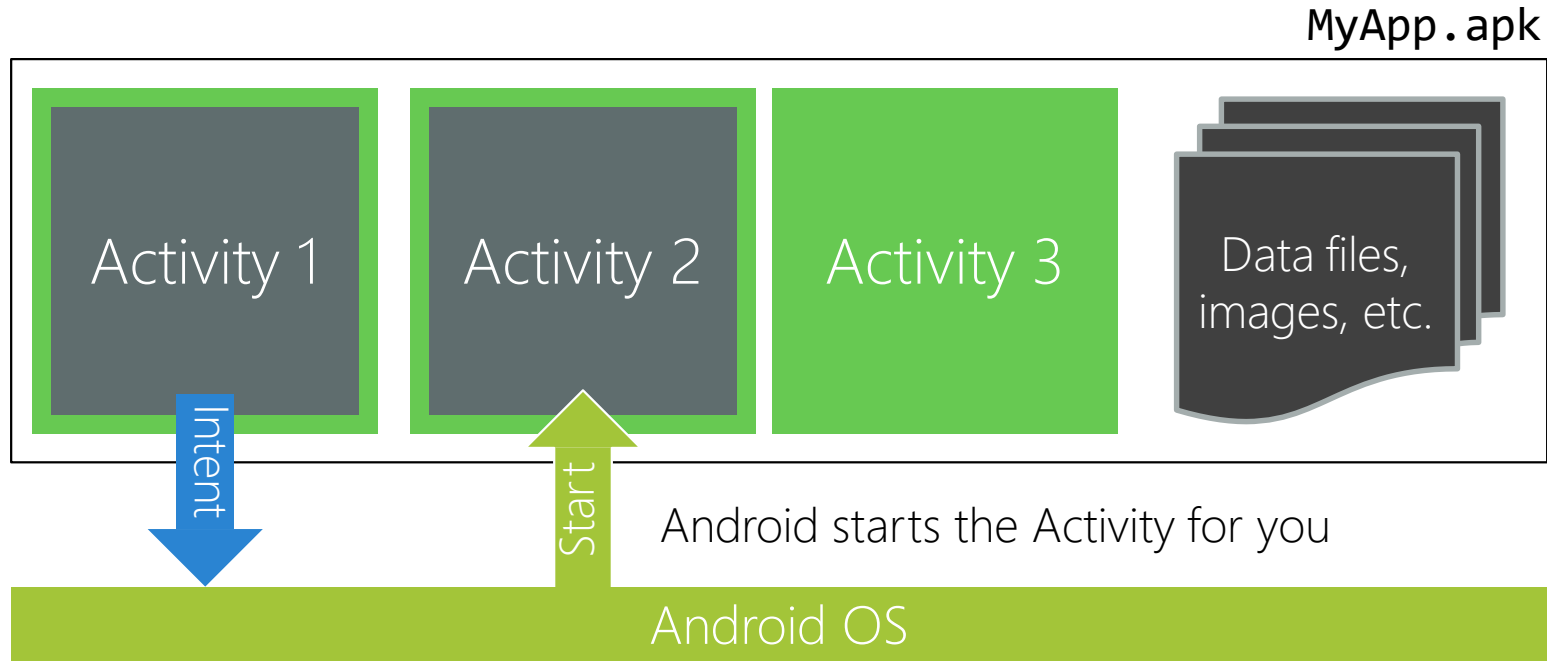 MyApp.apk
Activity 1
Activity 2
Activity 3
Data files,
images, etc.
Intent
Start
Android starts the Activity for you
Android OS